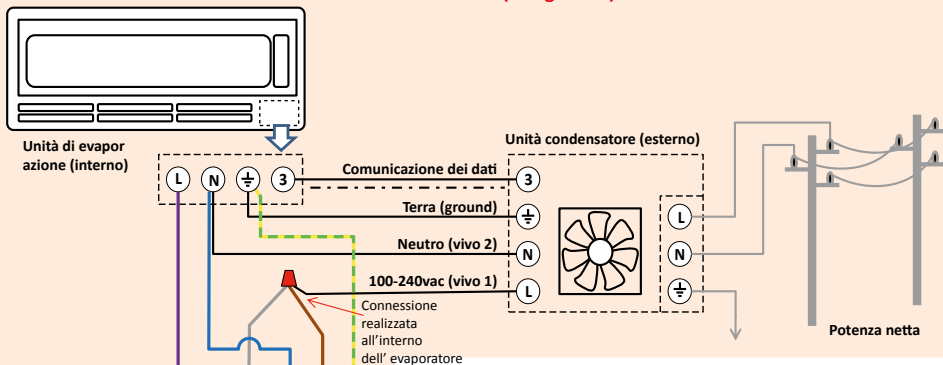 Unità di evapor
azione (interno)
Unità condensatore (esterno)
L N 3
Comunicazione dei dati
3
Terra (ground)
L
Neutro (vivo 2)
N
N
100-240vac (vivo 1)
L
Connessione
realizzata
all'interno
dell' evaporatore
Potenza netta